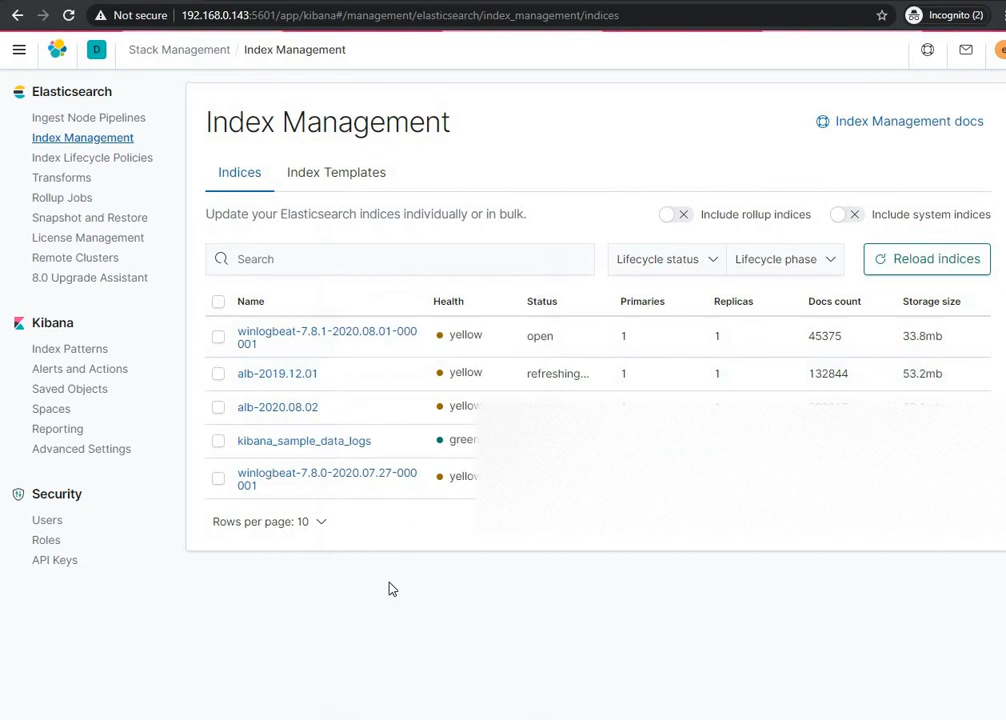 Not secure 192.168.0.143:5601/app/kibana#/management/elasticsearch/index_management/indices Incognito (2)
D Stack Management / Index Management e
Elasticsearch
Ingest Node Pipelines
Index Management
Index Lifecycle Policies
Transforms
Rollup Jobs
Snapshot and Restore
License Management
Remote Clusters
8.0 Upgrade Assistant
Kibana
Index Patterns
Alerts and Actions
Saved Objects
Spaces
Reporting
Advanced Settings
Security
Users
Roles
API Keys
Index Management
Index Management docs
Indices Index Templates
Update your Elasticsearch indices individually or in bulk. Include rollup indices Include system indices
Search Lifecycle status Lifecycle phase Reload indices
Name Health Status Primaries Replicas Docs count Storage size
winlogbeat-7.8.1-2020.08.01-000
001 yellow open 1 1 45375 33.8mb
alb-2019.12.01 yellow refreshing... 1 1 132844 53.2mb
alb-2020.08.02 yellow
kibana_sample_data_logs green
winlogbeat-7.8.0-2020.07.27-000
001 yellow
Rows per page: 10